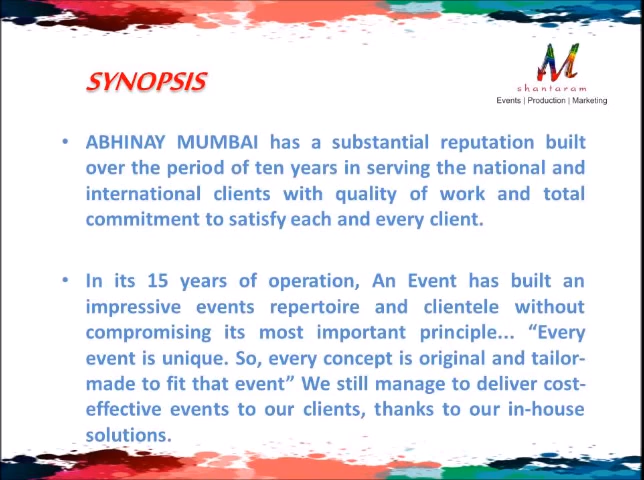 SYNOPSIS
M
shantaram
Events | Production | Marketing
• ABHINAY MUMBAI has a substantial reputation built
over the period of ten years in serving the national and
international clients with quality of work and total
commitment to satisfy each and every client.
• In its 15 years of operation, An Event has built an
impressive events repertoire and clientele without
compromising its most important principle... “Every
event is unique. So, every concept is original and tailor-
made to fit that event” We still manage to deliver cost-
effective events to our clients, thanks to our in-house
solutions.